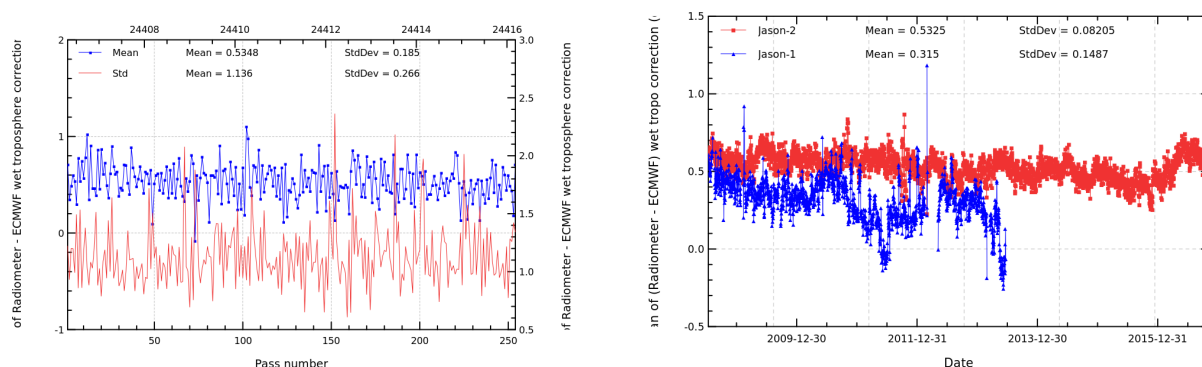 24408 24410 24412 24414 24416
2 3.0
Mean Mean = 0.5348 StdDev = 0.185
Std Mean = 1.136 StdDev = 0.266
2.5
1 2.0
1.5
0
1.0
-1 0.5
50 100 150 200 250
Pass number
of Radiometer - ECMWF wet troposphere correction
of Radiometer - ECMWF wet troposphere correction
1.5
Jason-2 Mean = 0.5325 StdDev = 0.08205
Jason-1 Mean = 0.315 StdDev = 0.1487
1.0
0.5
0.0
-0.5
2009-12-30 2011-12-31 2013-12-30 2015-12-31
Date
of (Radiometer - ECMWF) wet tropo correction (